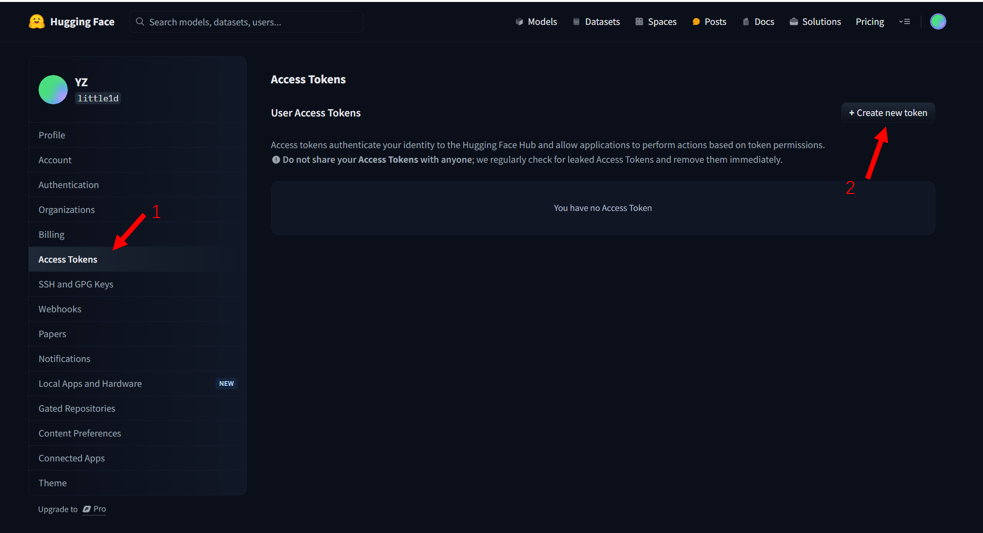 Hugging Face
Search models, datasets, users...
Models
Datasets
Spaces
Posts
Docs
Solutions
Pricing
YZ
little1d
Profile
Account
Authentication
Organizations
Billing
Access Tokens
SSH and GPG Keys
Webhooks
Papers
Notifications
Local Apps and Hardware NEW
Gated Repositories
Content Preferences
Connected Apps
Theme
Upgrade to Pro
1
Access Tokens
User Access Tokens
+ Create new token
Access tokens authenticate your identity to the Hugging Face Hub and allow applications to perform actions based on token permissions.
Do not share your Access Tokens with anyone; we regularly check for leaked Access Tokens and remove them immediately.
2
You have no Access Token